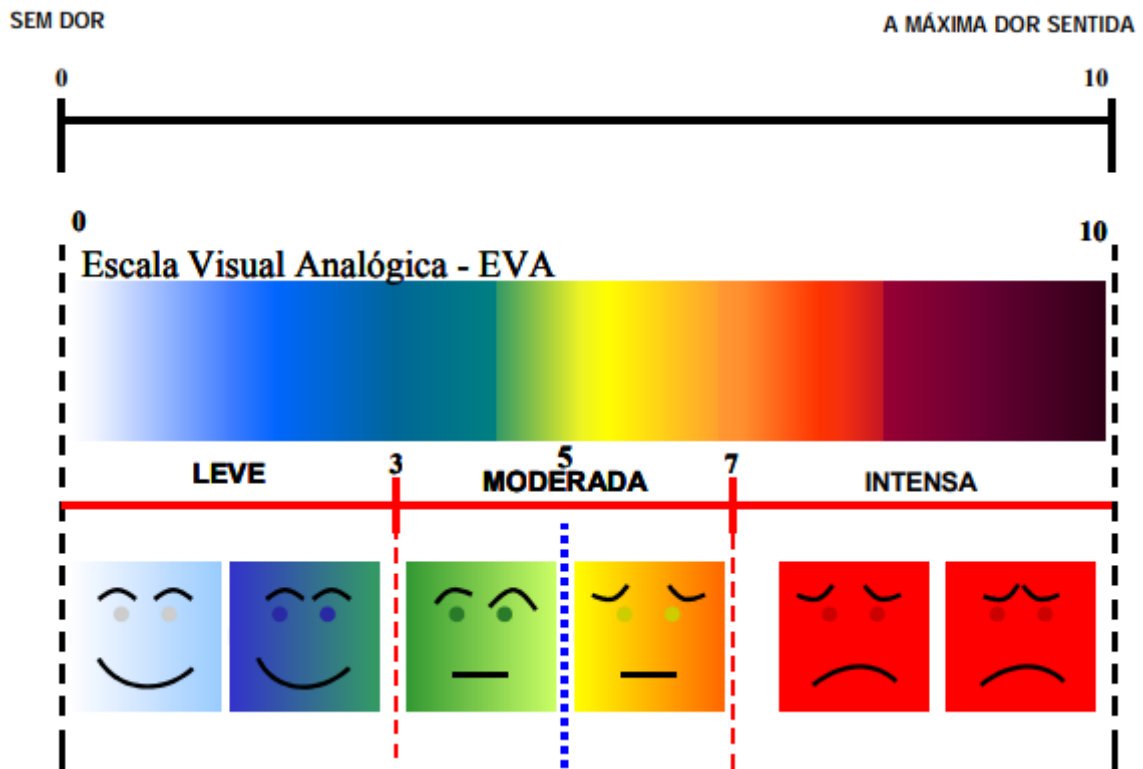 SEM DOR
A MÁXIMA DOR SENTIDA
0
10
0
10
Escala Visual Analógica - EVA
LEVE
3
5
MODERADA
7
INTENSA